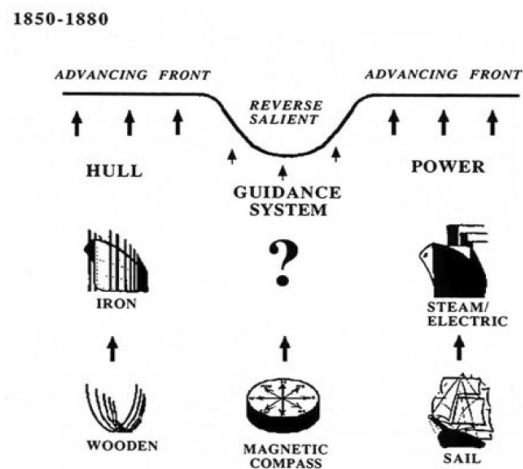 1850-1880
ADVANCING FRONT
ADVANCING FRONT
REVERSE
SALIENT
HULL
POWER
GUIDANCE
SYSTEM
?
IRON
STEAM/
ELECTRIC
WOODEN
MAGNETIC
COMPASS
SAIL